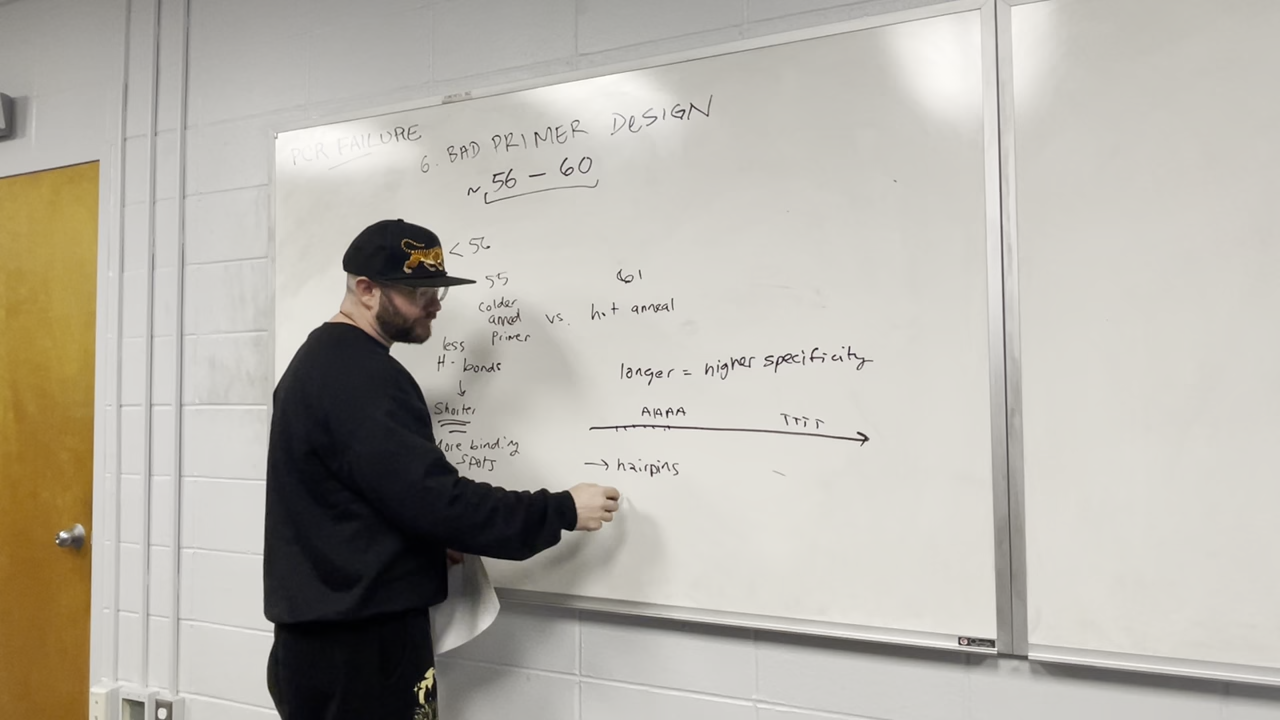 PCR FAILURE
6. BAD PRIMER DESIGN
~ 56 - 60
< 56
55
61
colder
anneal vs. hot anneal
primer
less
H-bonds
↓
Shorter
More binding
spots
longer = higher specificity
AAAA
TTTT
→ hairpins